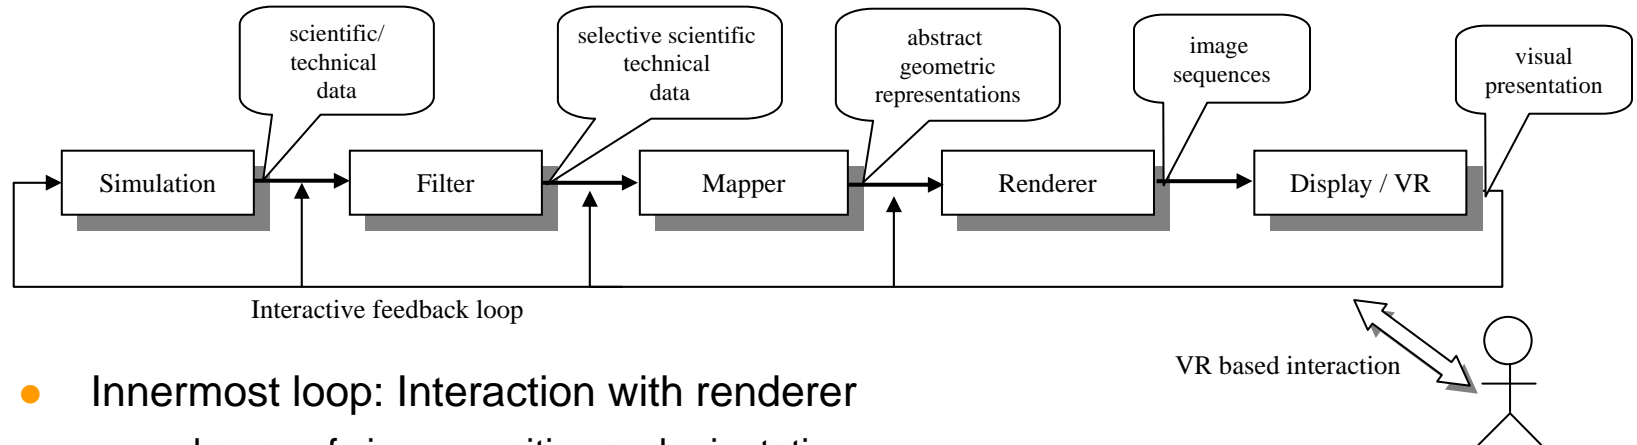 scientific/
technical
data
selective scientific
technical
data
abstract
geometric
representations
image
sequences
visual
presentation
Simulation
Filter
Mapper
Renderer
Display / VR
Interactive feedback loop
VR based interaction
Innermost loop: Interaction with renderer